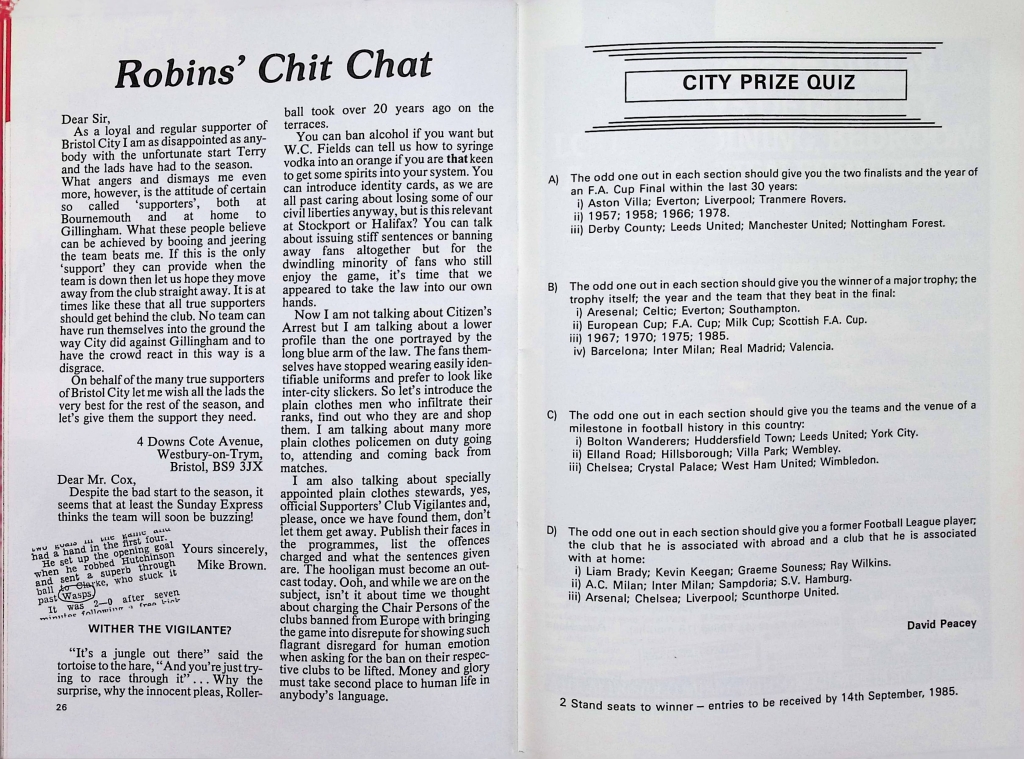 Robins' Chit Chat
Dear Sir,
As a loyal and regular supporter of
Bristol City I am as disappointed as any-
body with the unfortunate start Terry
and the lads have had to the season.
What angers and dismays me even
more, however, is the attitude of certain
so called 'supporters', both at
Bournemouth and at home to
Gillingham. What these people believe
can be achieved by booing and jeering
the team beats me. If this is the only
'support' they can provide when the
team is down then let us hope they move
away from the club straight away. It is at
times like these that all true supporters
should get behind the club. No team can
have run themselves into the ground the
way City did against Gillingham and to
have the crowd react in this way is a
disgrace.
On behalf of the many true supporters
of Bristol City let me wish all the lads the
very best for the rest of the season, and
let's give them the support they need.
4 Downs Cote Avenue,
Westbury-on-Trym,
Bristol, BS9 3JX
Dear Mr. Cox,
Despite the bad start to the season, it
seems that at least the Sunday Express
thinks the team will soon be buzzing!
two goals in the game and
had a hand in the first four.
He set up the opening goal
when he robbed Hutchinson
and sent a superb through
ball to Clarke, who stuck it
past Wasps)
It was 2—0 after seven
minutes following a free kick
Yours sincerely,
Mike Brown.
WITHER THE VIGILANTE?
"It's a jungle out there" said the
tortoise to the hare, "And you're just try-
ing to race through it" . . . Why the
surprise, why the innocent pleas, Roller-
26
ball took over 20 years ago on the
terraces.
You can ban alcohol if you want but
W.C. Fields can tell us how to syringe
vodka into an orange if you are that keen
to get some spirits into your system. You
can introduce identity cards, as we are
all past caring about losing some of our
civil liberties anyway, but is this relevant
at Stockport or Halifax? You can talk
about issuing stiff sentences or banning
away fans altogether but for the
dwindling minority of fans who still
enjoy the game, it's time that we
appeared to take the law into our own
hands.
Now I am not talking about Citizen's
Arrest but I am talking about a lower
profile than the one portrayed by the
long blue arm of the law. The fans them-
selves have stopped wearing easily iden-
tifiable uniforms and prefer to look like
inter-city slickers. So let's introduce the
plain clothes men who infiltrate their
ranks, find out who they are and shop
them. I am talking about many more
plain clothes policemen on duty going
to, attending and coming back from
matches.
I am also talking about specially
appointed plain clothes stewards, yes,
official Supporters' Club Vigilantes and,
please, once we have found them, don't
let them get away. Publish their faces in
the programmes, list the offences
charged and what the sentences given
are. The hooligan must become an out-
cast today. Ooh, and while we are on the
subject, isn't it about time we thought
about charging the Chair Persons of the
clubs banned from Europe with bringing
the game into disrepute for showing such
flagrant disregard for human emotion
when asking for the ban on their respec-
tive clubs to be lifted. Money and glory
must take second place to human life in
anybody's language.
CITY PRIZE QUIZ
A) The odd one out in each section should give you the two finalists and the year of
an F.A. Cup Final within the last 30 years:
i) Aston Villa; Everton; Liverpool; Tranmere Rovers.
ii) 1957; 1958; 1966; 1978.
iii) Derby County; Leeds United; Manchester United; Nottingham Forest.
B) The odd one out in each section should give you the winner of a major trophy; the
trophy itself; the year and the team that they beat in the final:
i) Aresenal; Celtic; Everton; Southampton.
ii) European Cup; F.A. Cup; Milk Cup; Scottish F.A. Cup.
iii) 1967; 1970; 1975; 1985.
iv) Barcelona; Inter Milan; Real Madrid; Valencia.
C) The odd one out in each section should give you the teams and the venue of a
milestone in football history in this country:
i) Bolton Wanderers; Huddersfield Town; Leeds United; York City.
ii) Elland Road; Hillsborough; Villa Park; Wembley.
iii) Chelsea; Crystal Palace; West Ham United; Wimbledon.
D) The odd one out in each section should give you a former Football League player;
the club that he is associated with abroad and a club that he is associated
with at home:
i) Liam Brady; Kevin Keegan; Graeme Souness; Ray Wilkins.
ii) A.C. Milan; Inter Milan; Sampdoria; S.V. Hamburg.
iii) Arsenal; Chelsea; Liverpool; Scunthorpe United.
David Peacey
2 Stand seats to winner — entries to be received by 14th September, 1985.